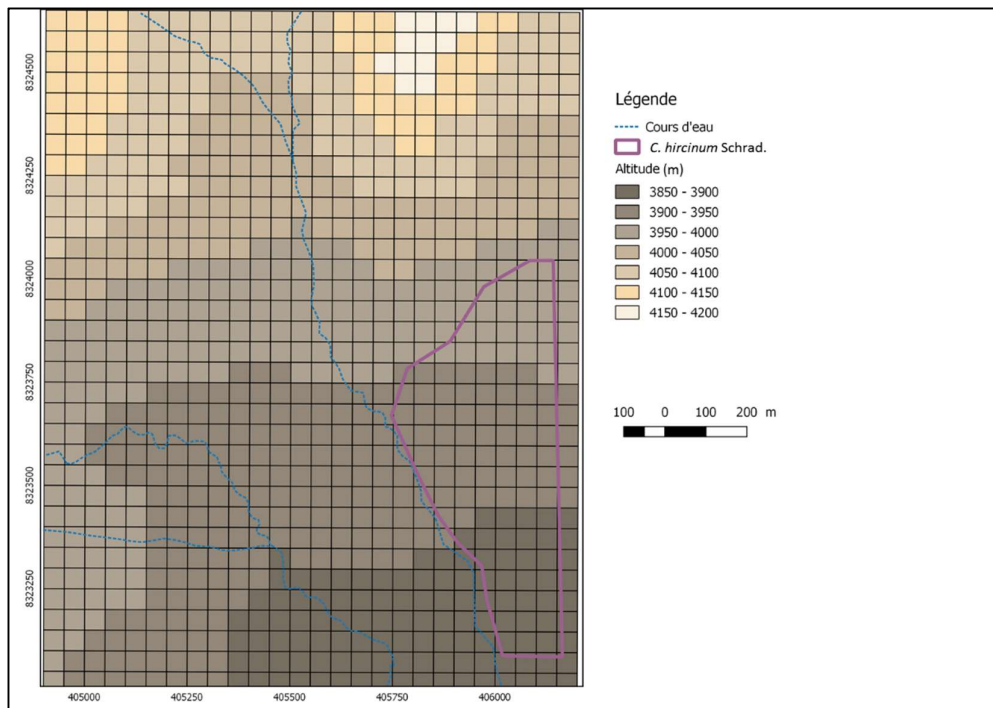 8324500
8324250
8324000
8323750
8323500
8323250
405000 405250 405500 405750 406000
Légende
Cours d'eau
C. hircinum Schrad.
Altitude (m)
3850 - 3900
3900 - 3950
3950 - 4000
4000 - 4050
4050 - 4100
4100 - 4150
4150 - 4200
100 0 100 200 m